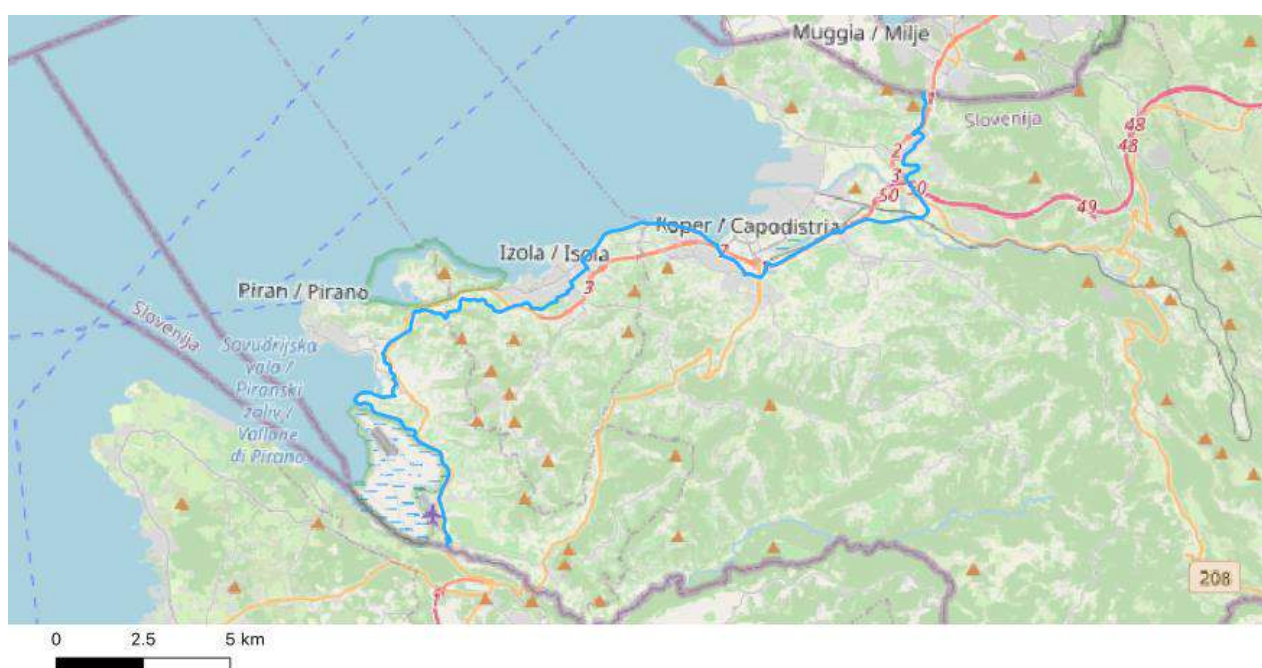 Muggia / Milje
Slovenija
48
48
2
3
50
50
49
Koper / Capodistria
7
Izola / Isola
3
Piran / Pirano
Slovenija
Savudrijska
vala /
Piranski
zaliv /
Vallone
di Pirano
208
0 2.5 5 km